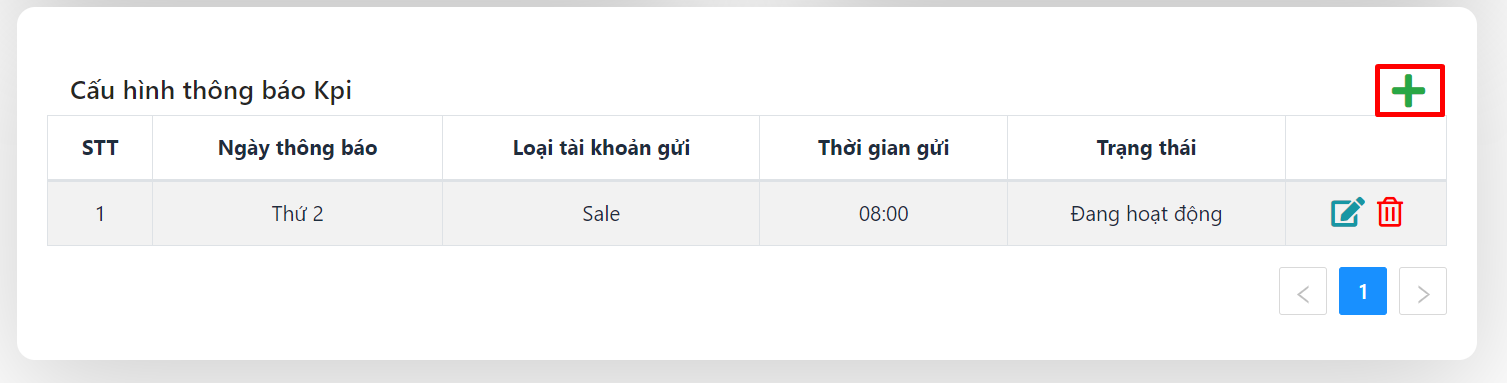 Cấu hình thông báo Kpi
STT Ngày thông báo Loại tài khoản gửi Thời gian gửi Trạng thái
1 Thứ 2 Sale 08:00 Đang hoạt động
1